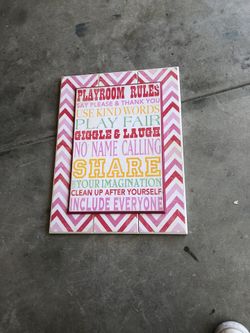 PLAYROOM RULES
SAY PLEASE & THANK YOU
USE KIND WORDS
PLAY FAIR
GIGGLE & LAUGH
NO NAME CALLING
SHARE
YOUR IMAGINATION
CLEAN UP AFTER YOURSELF
INCLUDE EVERYONE